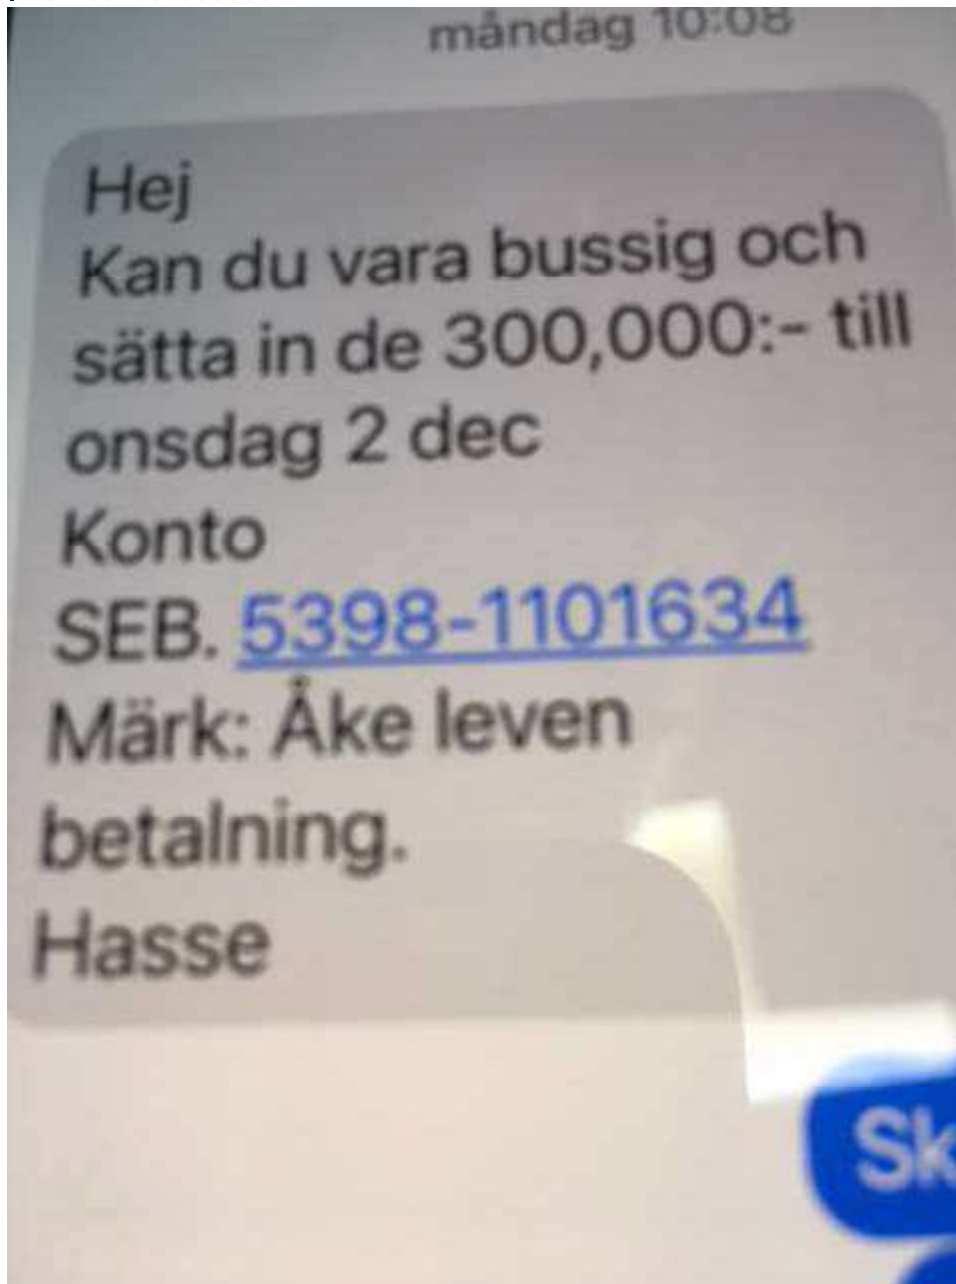 måndag 10:08
Hej
Kan du vara bussig och
sätta in de 300,000:- till
onsdag 2 dec
Konto
SEB. 5398-1101634
Märk: Åke leven
betalning.
Hasse
Sk